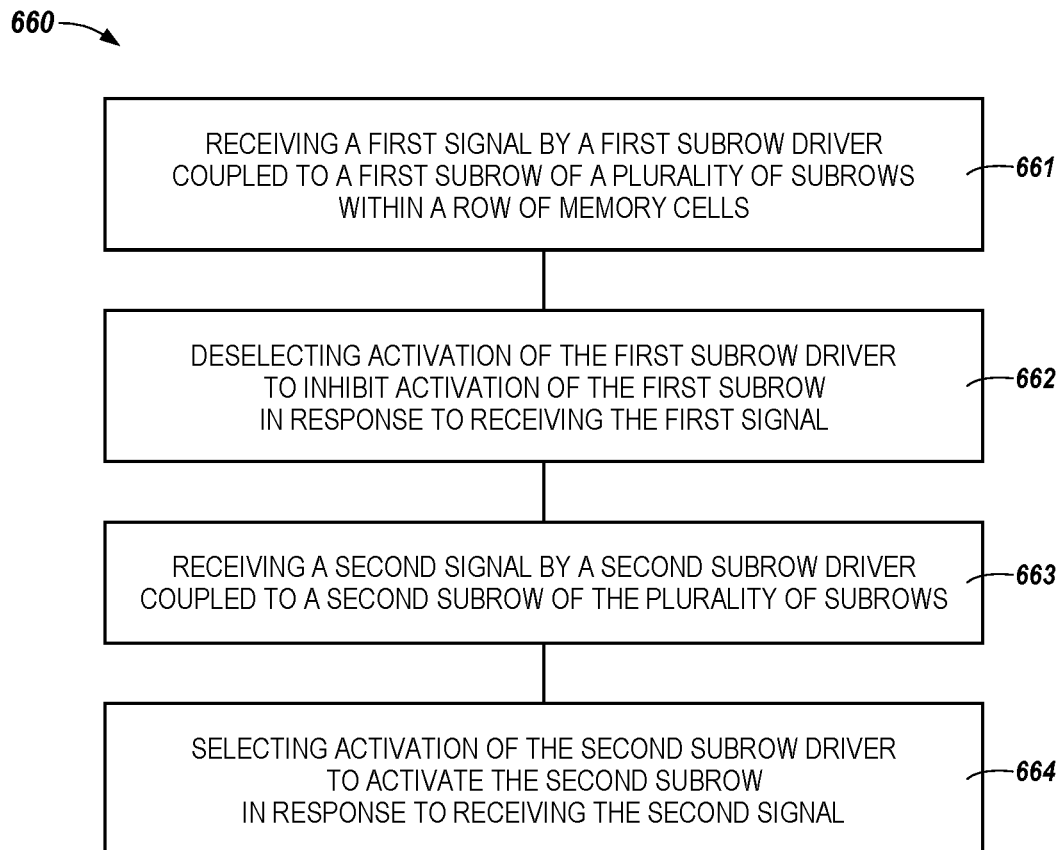 660
RECEIVING A FIRST SIGNAL BY A FIRST SUBROW DRIVER
COUPLED TO A FIRST SUBROW OF A PLURALITY OF SUBROWS
WITHIN A ROW OF MEMORY CELLS
661
DESELECTING ACTIVATION OF THE FIRST SUBROW DRIVER
TO INHIBIT ACTIVATION OF THE FIRST SUBROW
IN RESPONSE TO RECEIVING THE FIRST SIGNAL
662
RECEIVING A SECOND SIGNAL BY A SECOND SUBROW DRIVER
COUPLED TO A SECOND SUBROW OF THE PLURALITY OF SUBROWS
663
SELECTING ACTIVATION OF THE SECOND SUBROW DRIVER
TO ACTIVATE THE SECOND SUBROW
IN RESPONSE TO RECEIVING THE SECOND SIGNAL
664